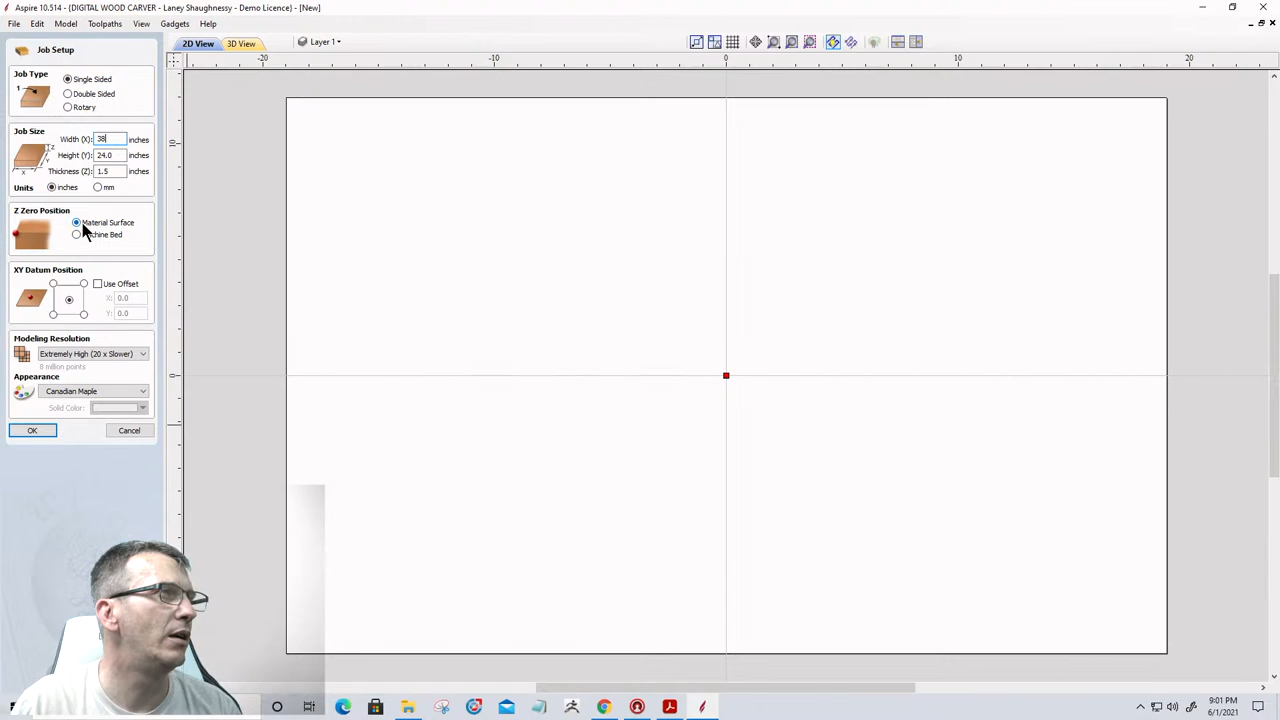 Aspire 10.514 - (DIGITAL WOOD CARVER - Laney Shaughnessy - Demo Licence) - [New]
File Edit Model Toolpaths View Gadgets Help
Job Setup
2D View 3D View Layer 1
-20 -10 0 10 20
10
0
Job Type
Single Sided
Double Sided
Rotary
1
Job Size
Width (X): 38 inches
Height (Y): 24.0 inches
Thickness (Z): 1.5 inches
Z
Y
X
Units inches mm
Z Zero Position
Material Surface
chine Bed
XY Datum Position
Use Offset
X: 0.0
Y: 0.0
Modeling Resolution
Extremely High (20 x Slower)
8 million points
Appearance
Canadian Maple
Solid Color:
OK Cancel
9:01 PM
6/1/2021